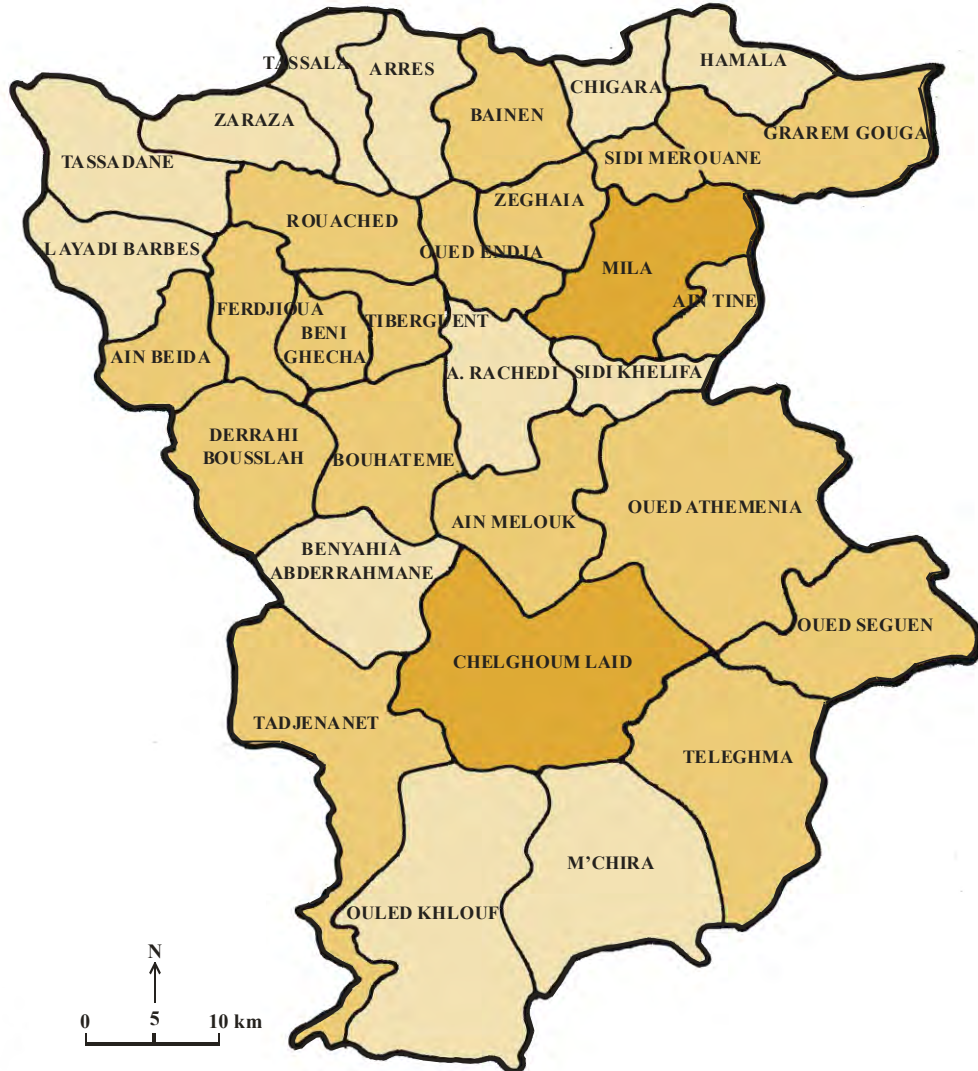 TASSALA
ARRES
HAMALA
CHIGARA
BAINEN
ZARAZA
GRAREM GOUGA
TASSADANE
SIDI MEROUANE
ZEGHAIA
ROUACHED
LAYADI BARBES
OUED ENDJA
MILA
AIN TINE
FERDJIOUA
TIBERGUENT
BENI
GHECHA
AIN BEIDA
A. RACHEDI
SIDI KHELIFA
DERRAHI
BOUSSLAH
BOUHATEME
OUED ATHEMENIA
AIN MELOUK
BENYAHIA
ABDERRAHMANE
OUED SEGUEN
CHELGHOUM LAID
TADJENANET
TELEGHMA
M'CHIRA
OULED KHLOUF
N
0 5 10 km